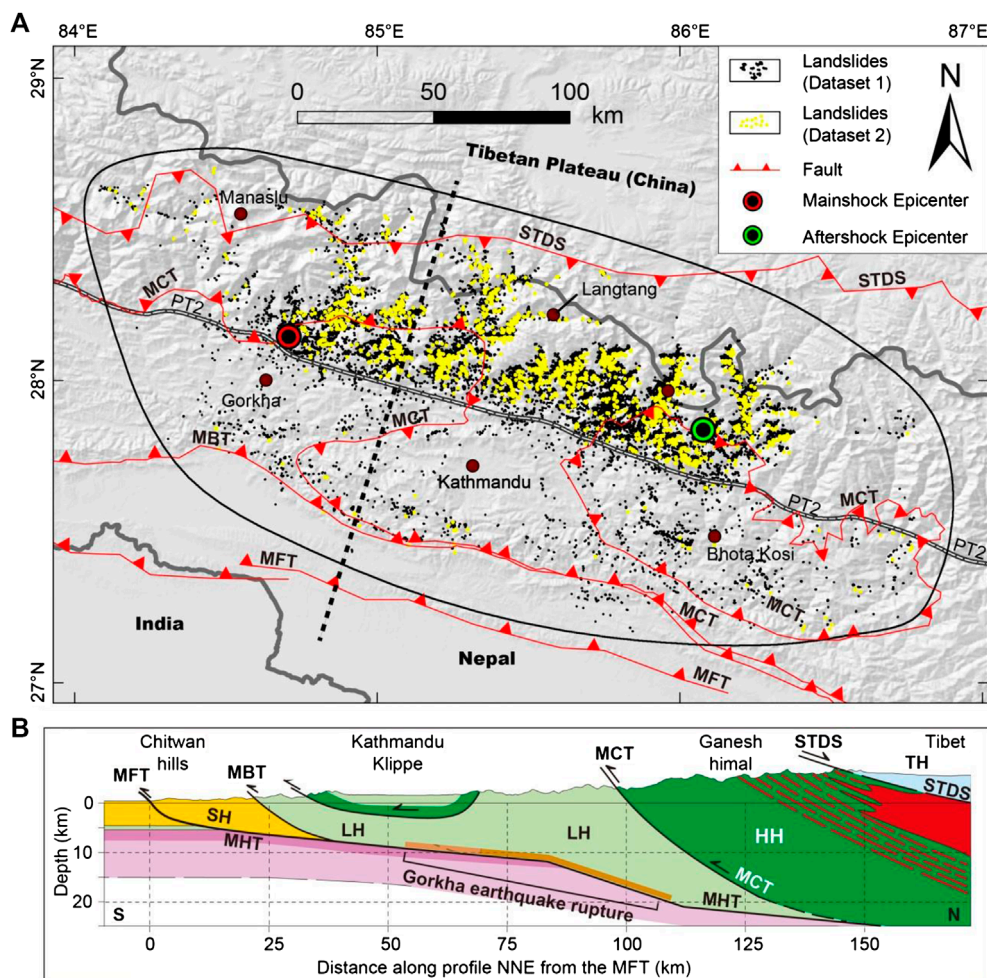 A
84°E
85°E
86°E
87°E
29°N
28°N
27°N
0
50
100
km
Landslides
(Dataset 1)
Landslides
(Dataset 2)
Fault
Mainshock Epicenter
Aftershock Epicenter
N
Tibetan Plateau (China)
Manaslu
STDS
STDS
Langtang
MCT
PT2
Gorkha
MCT
MBT
Kathmandu
PT2
MCT
PT2
Bhota Kosi
MFT
MCT
MCT
India
Nepal
MFT
B
Chitwan
hills
Kathmandu
Klippe
Ganesh
himal
Tibet
MFT
MBT
MCT
STDS
TH
STDS
Depth (km)
0
10
20
SH
LH
LH
HH
MHT
MCT
MHT
Gorkha earthquake rupture
S
N
0
25
50
75
100
125
150
Distance along profile NNE from the MFT (km)